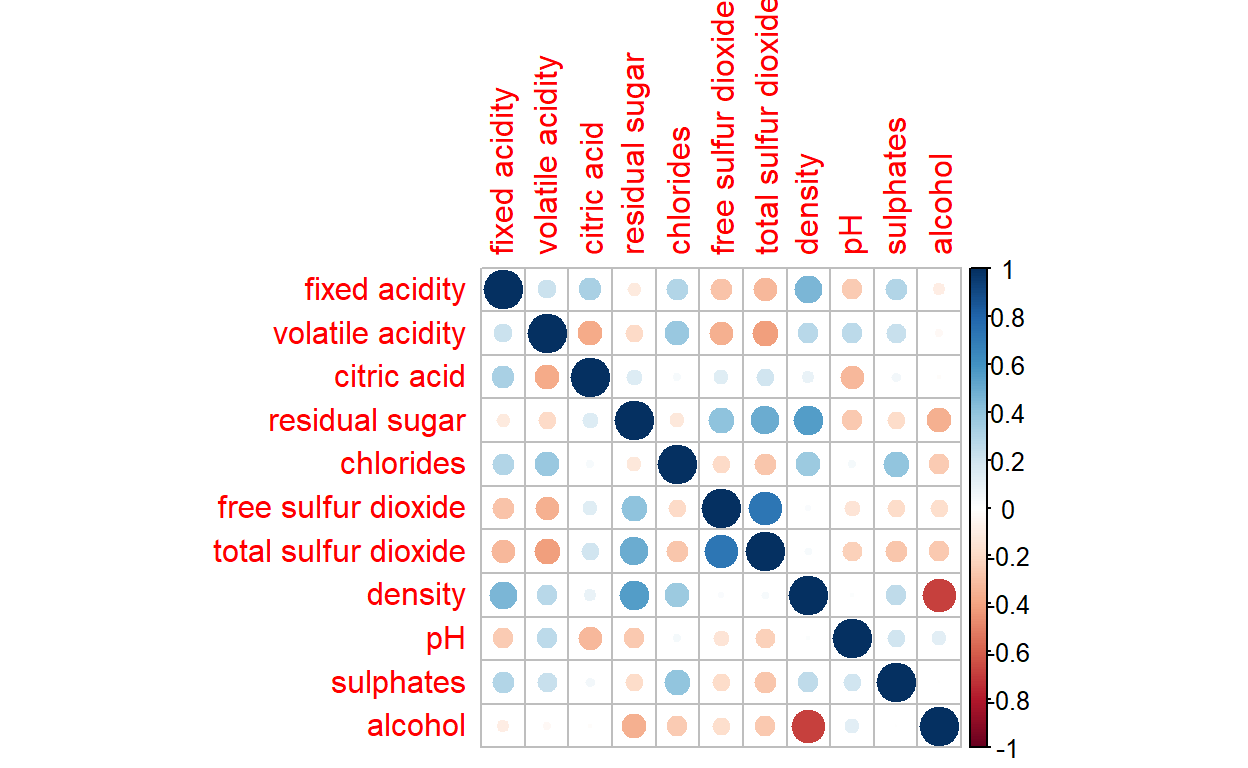 fixed acidity
volatile acidity
citric acid
residual sugar
chlorides
free sulfur dioxide
total sulfur dioxide
density
pH
sulphates
alcohol
fixed acidity
volatile acidity
citric acid
residual sugar
chlorides
free sulfur dioxide
total sulfur dioxide
density
pH
sulphates
alcohol
1
0.8
0.6
0.4
0.2
0
-0.2
-0.4
-0.6
-0.8
-1